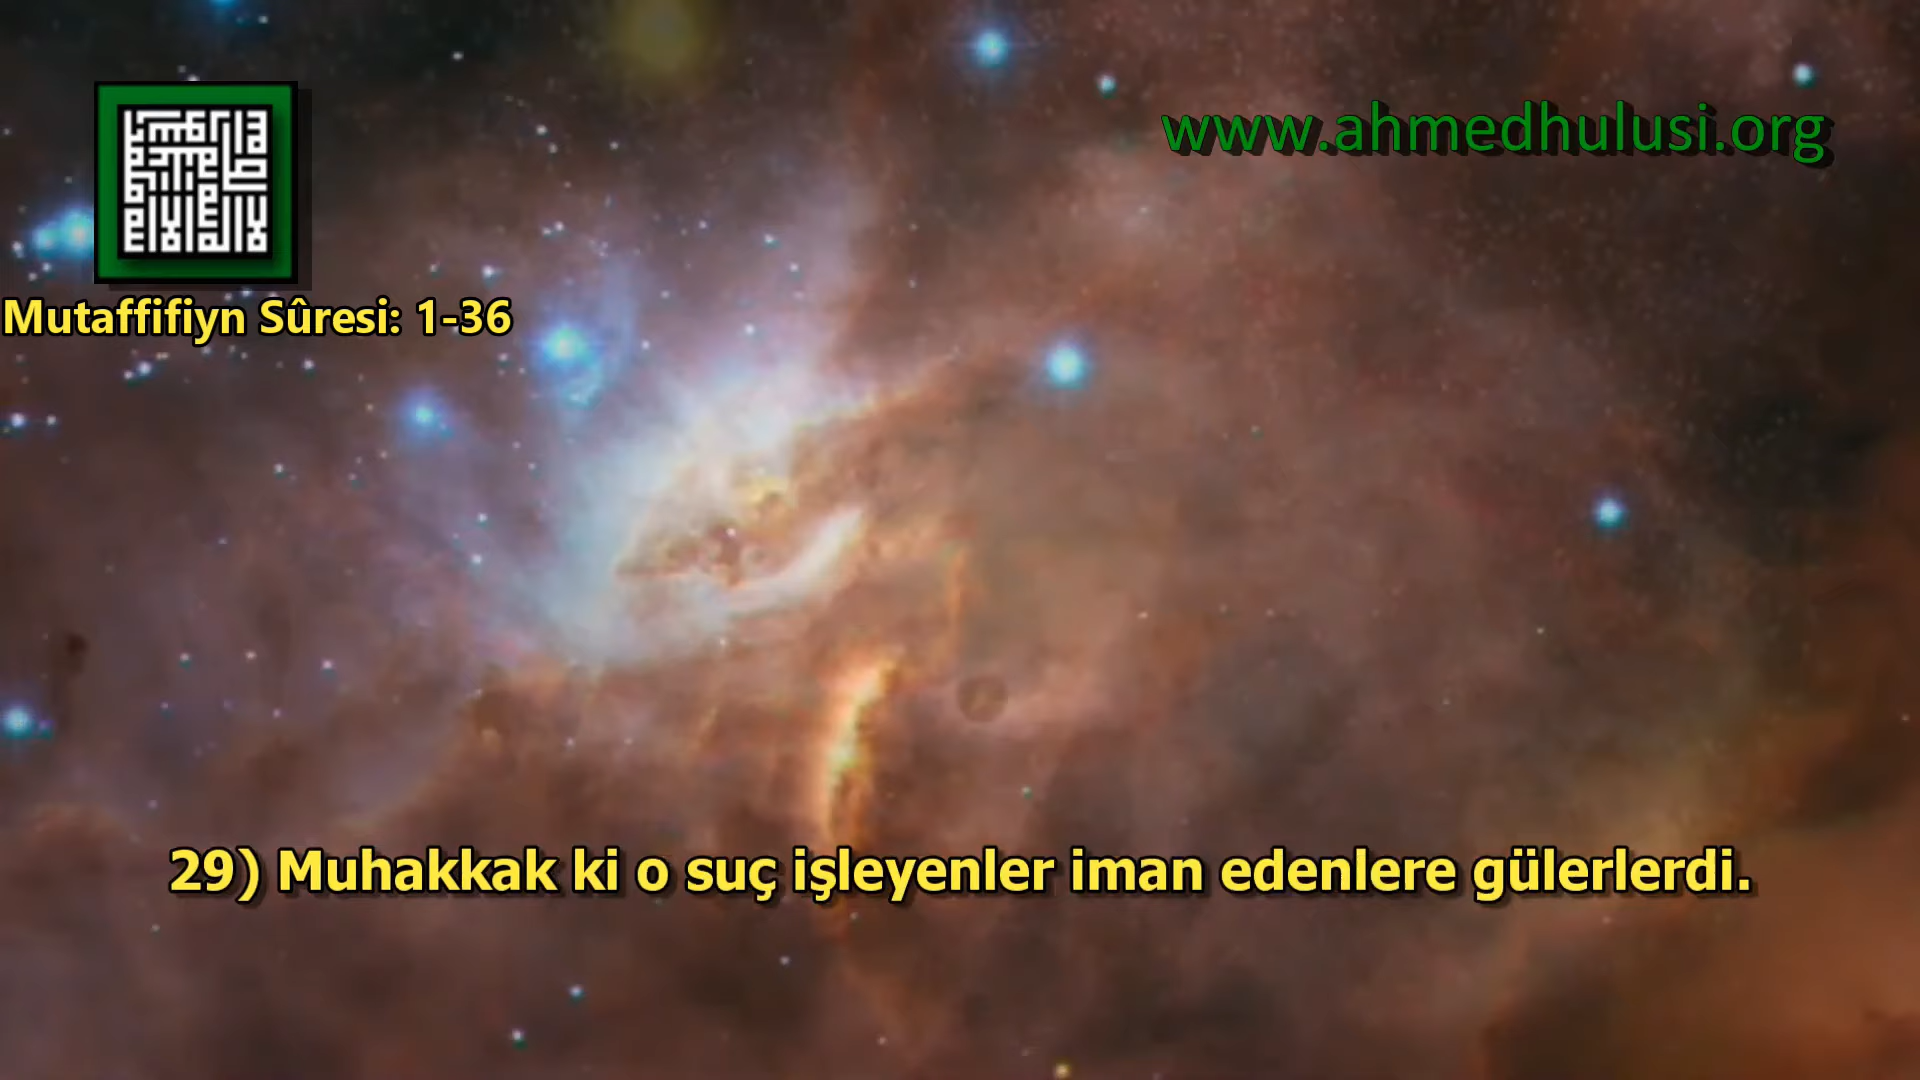 www.ahmedhulusi.org
Mutaffifiyn Sûresi: 1-36
29) Muhakkak ki o suç işleyenler iman edenlere gülerlerdi.